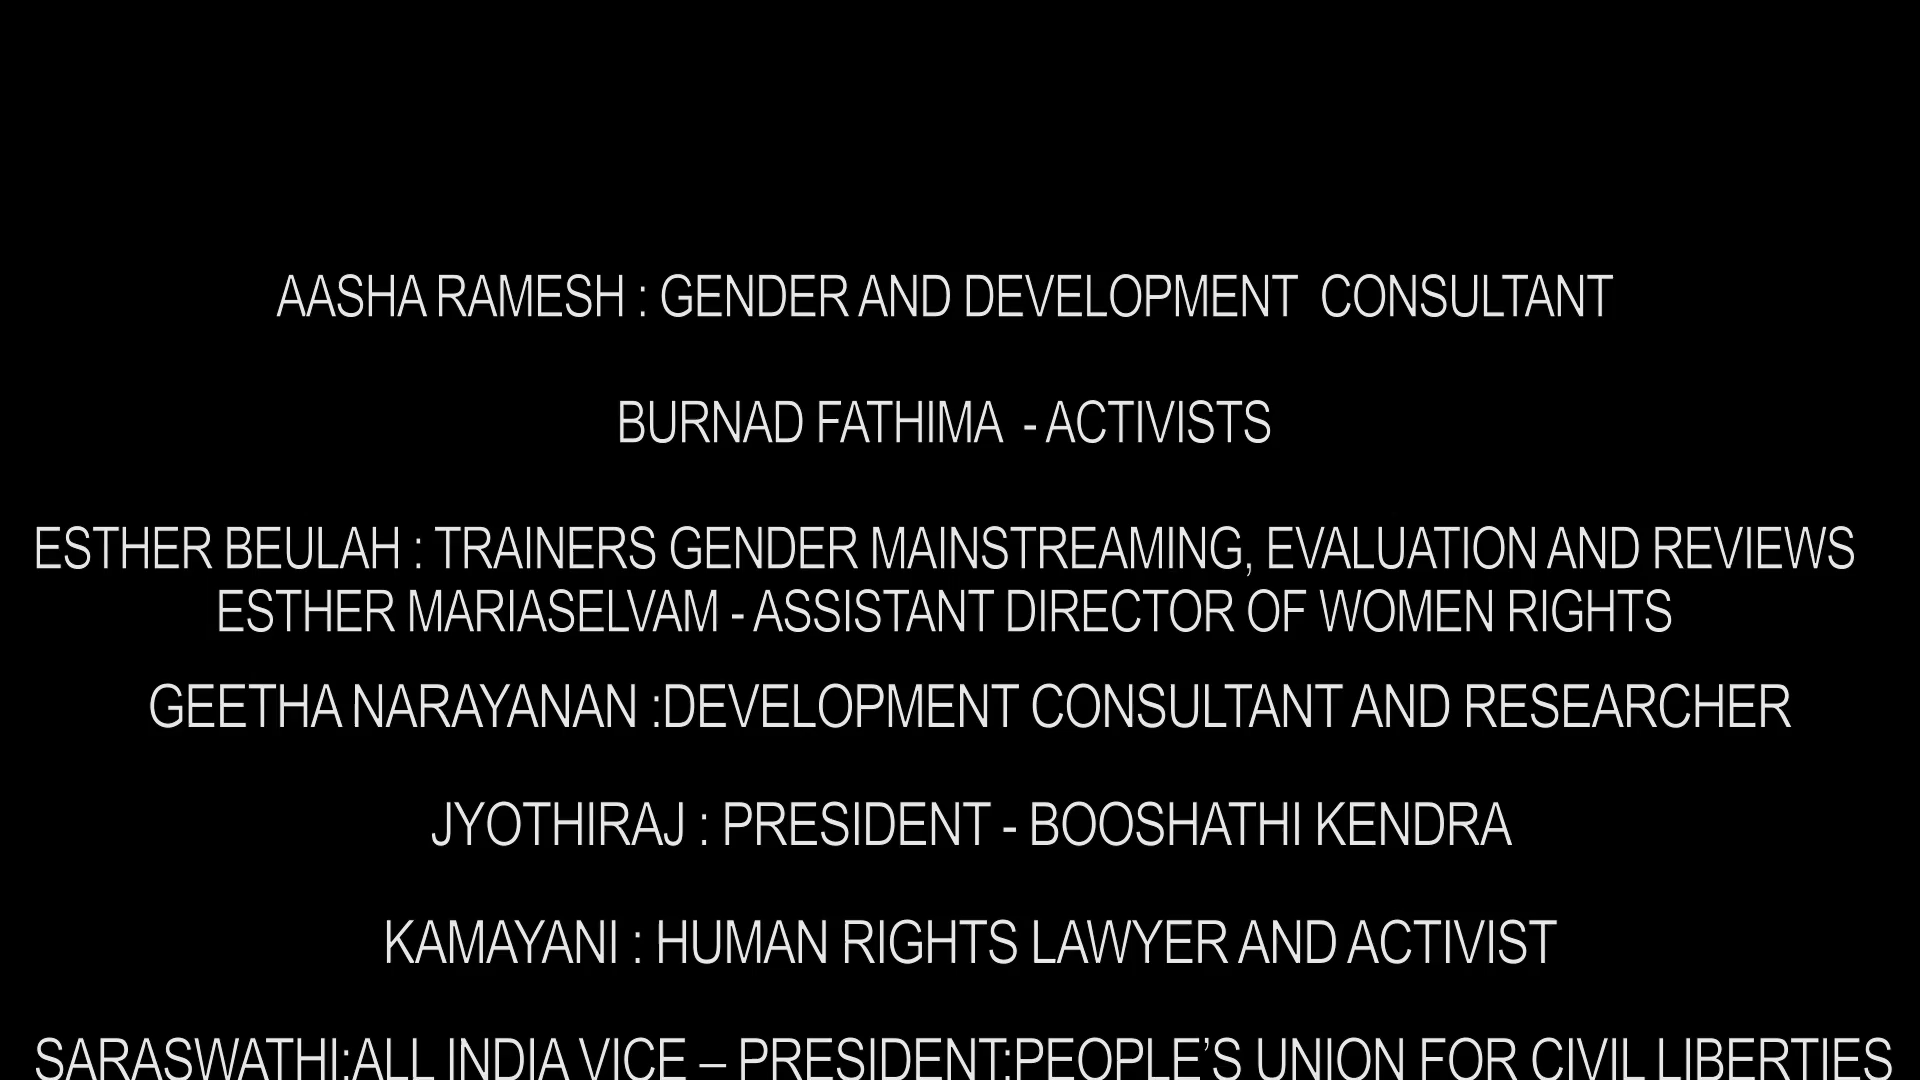 AASHA RAMESH : GENDER AND DEVELOPMENT  CONSULTANT
BURNAD FATHIMA  - ACTIVISTS
ESTHER BEULAH : TRAINERS GENDER MAINSTREAMING, EVALUATION AND REVIEWS
ESTHER MARIASELVAM - ASSISTANT DIRECTOR OF WOMEN RIGHTS
GEETHA NARAYANAN :DEVELOPMENT CONSULTANT AND RESEARCHER
JYOTHIRAJ : PRESIDENT - BOOSHATHI KENDRA
KAMAYANI : HUMAN RIGHTS LAWYER AND ACTIVIST
SARASWATHI:ALL INDIA VICE – PRESIDENT:PEOPLE’S UNION FOR CIVIL LIBERTIES